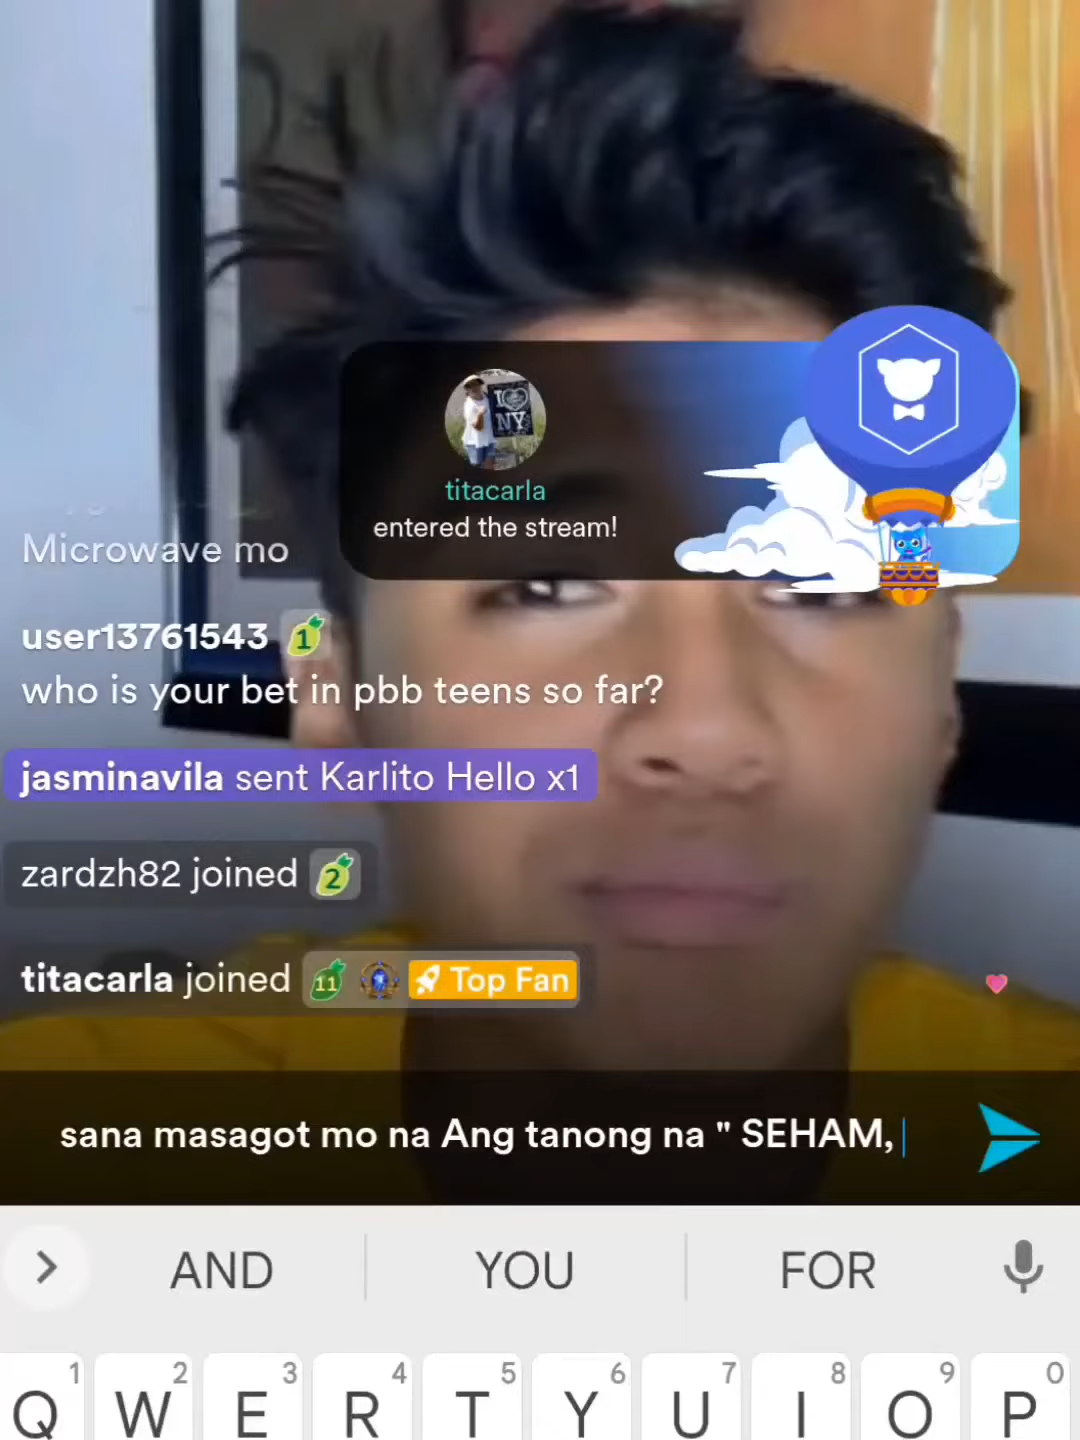 I ♡
NY
titacarla
entered the stream!
Microwave mo
user13761543 1
who is your bet in pbb teens so far?
jasminavila sent Karlito Hello x1
zardzh82 joined 2
titacarla joined 11 Top Fan
sana masagot mo na Ang tanong na " SEHAM,
AND YOU FOR
1 2 3 4 5 6 7 8 9 0
Q W E R T Y U I O P